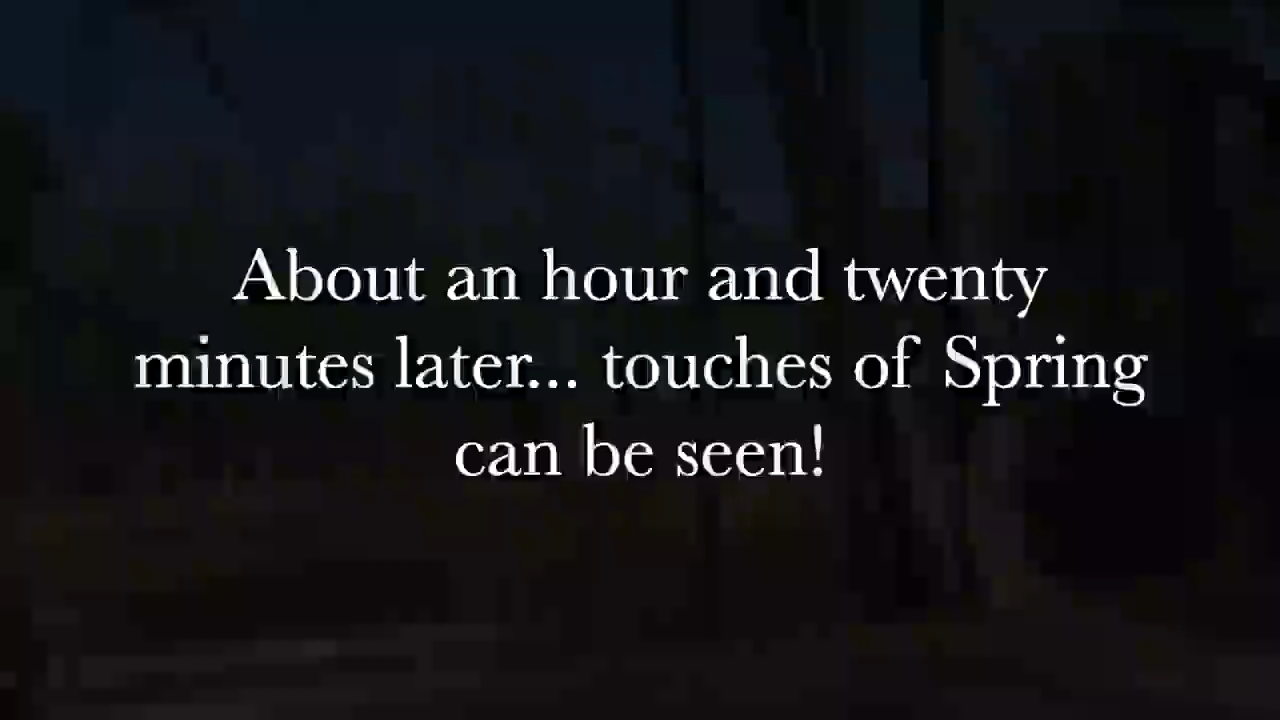 About an hour and twenty
minutes later... touches of Spring
can be seen!